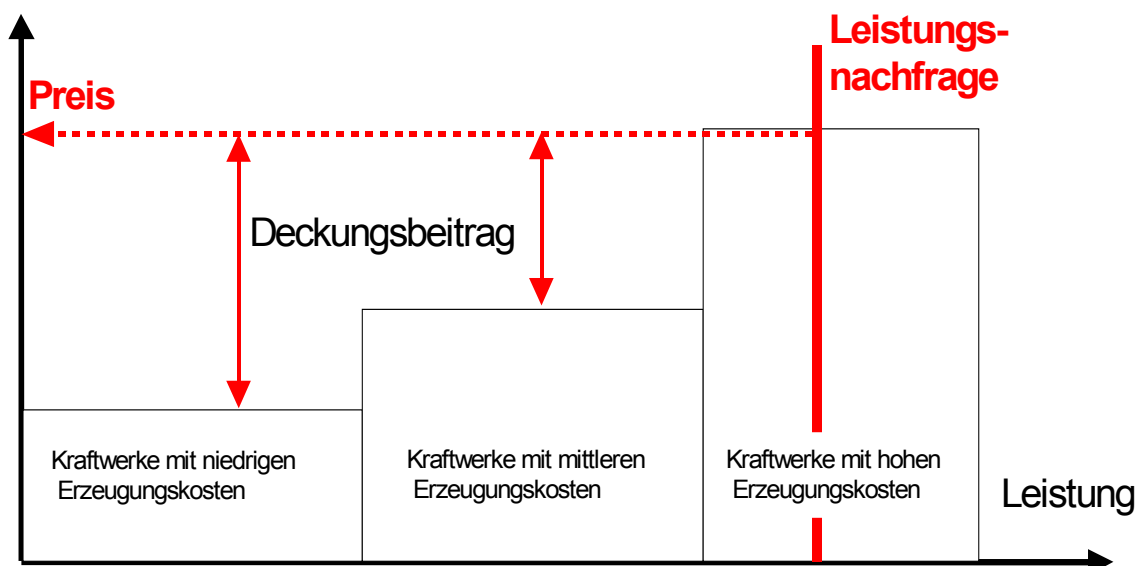 Leistungs-
nachfrage
Preis
Deckungsbeitrag
Kraftwerke mit niedrigen
Erzeugungskosten
Kraftwerke mit mittleren
Erzeugungskosten
Kraftwerke mit hohen
Erzeugungskosten
Leistung